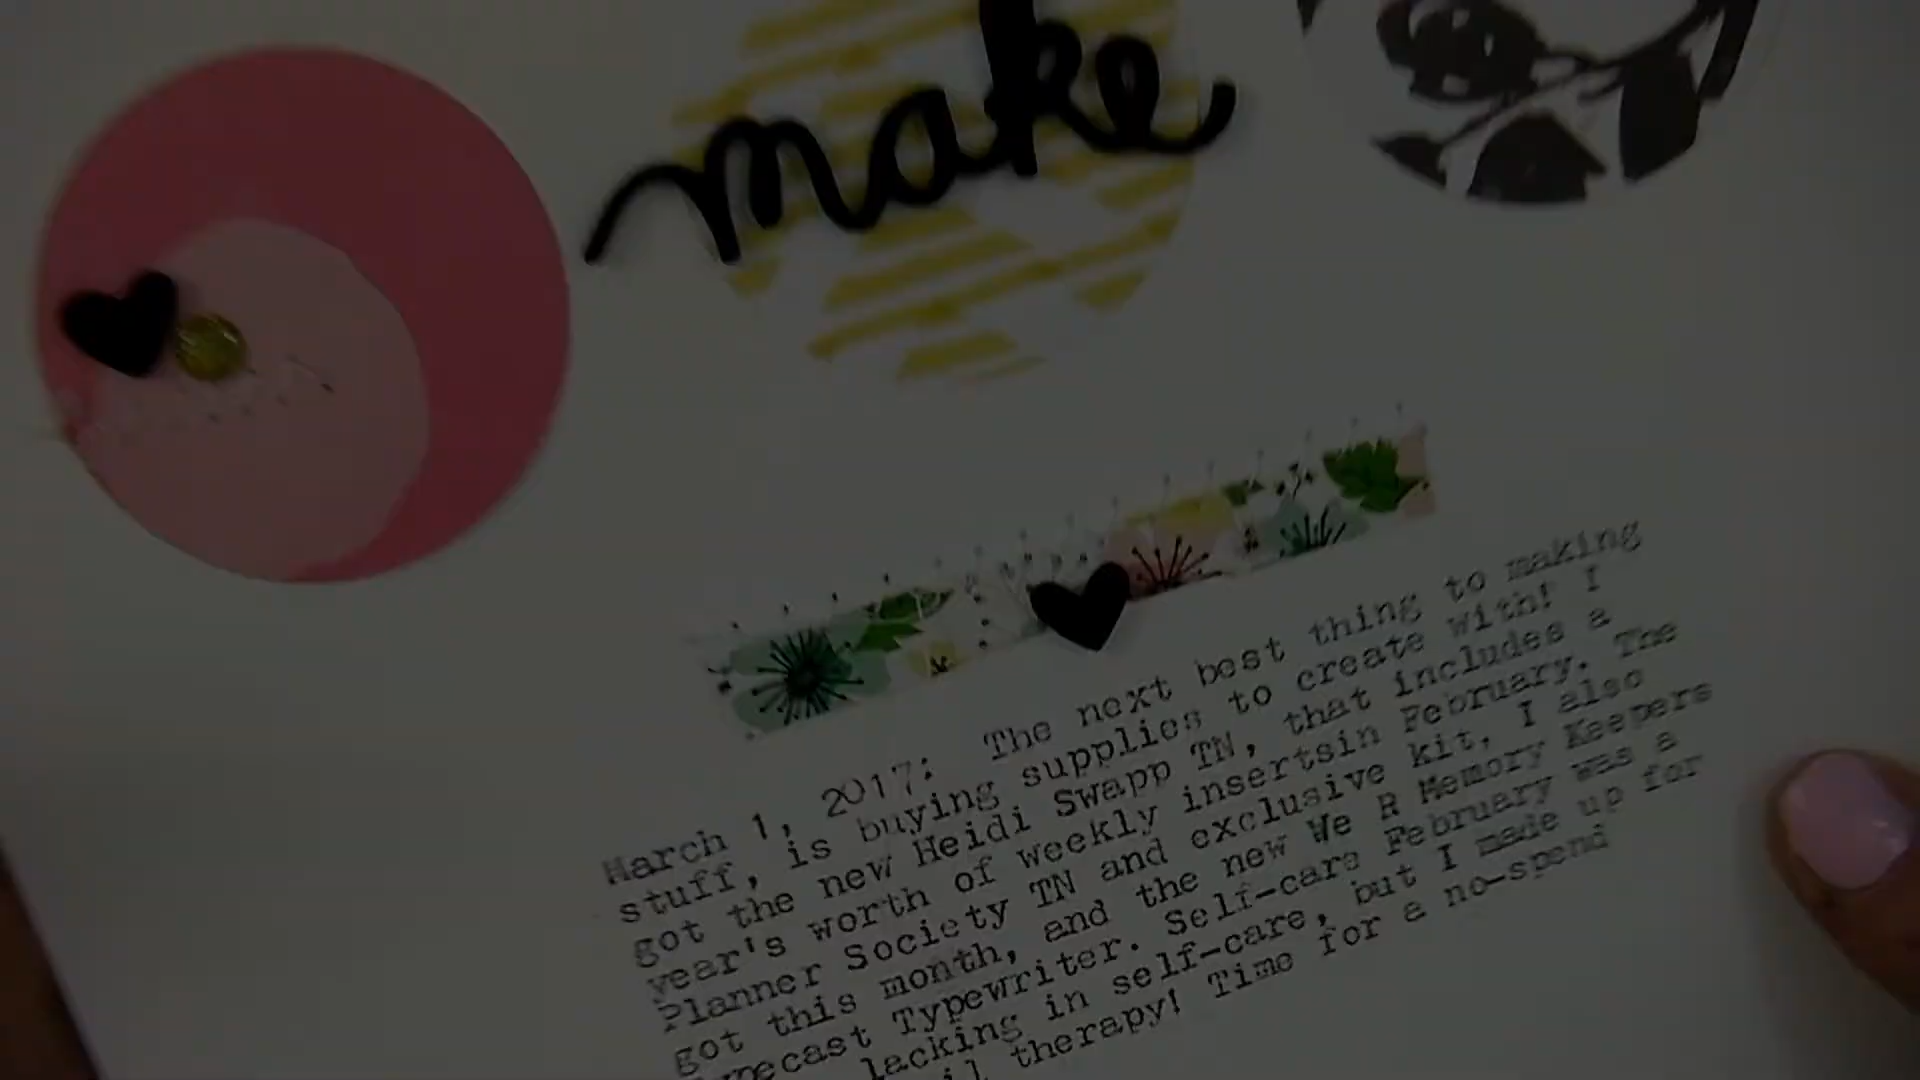 make
March 1, 2017: The next best thing to making
stuff, is buying supplies to create with! I
got the new Heidi Swapp TN, that includes a
year's worth of weekly insertsin February. The
Planner Society TN and exclusive kit, I also
got this month, and the new We R Memory Keepers
Typecast Typewriter. Self-care February was a
lacking in self-care, but I made up for
therapy! Time for a no-spend